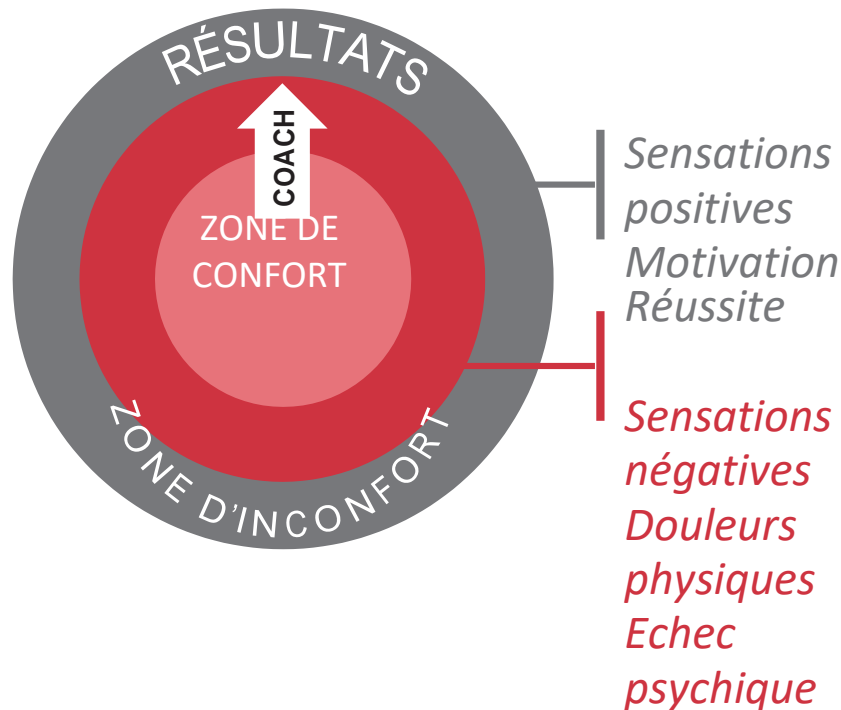 RÉSULTATS
COACH
ZONE DE
CONFORT
ZONE D'INCONFORT
Sensations
positives
Motivation
Réussite
Sensations
négatives
Douleurs
physiques
Echec
psychique